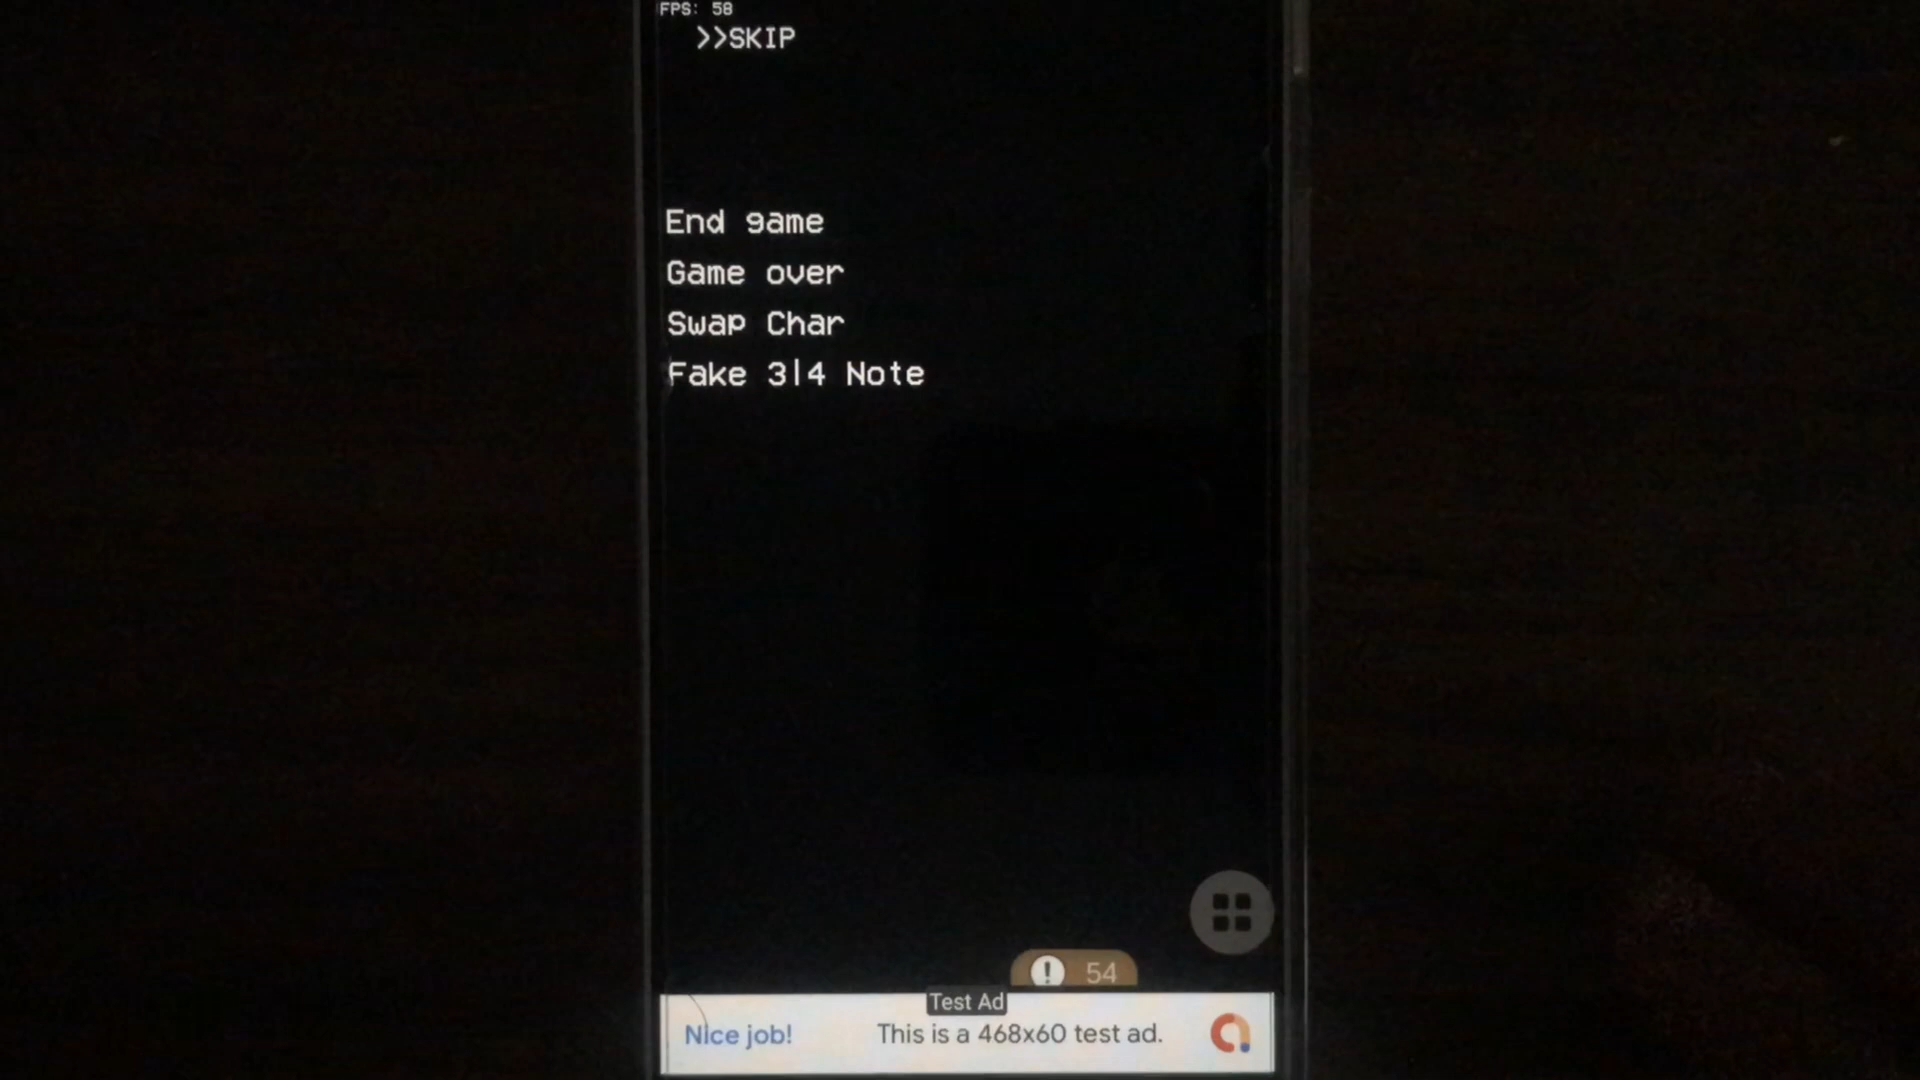 FPS: 58
>>SKIP
End game
Game over
Swap Char
Fake 3|4 Note
! 54
Test Ad
Nice job! This is a 468x60 test ad.